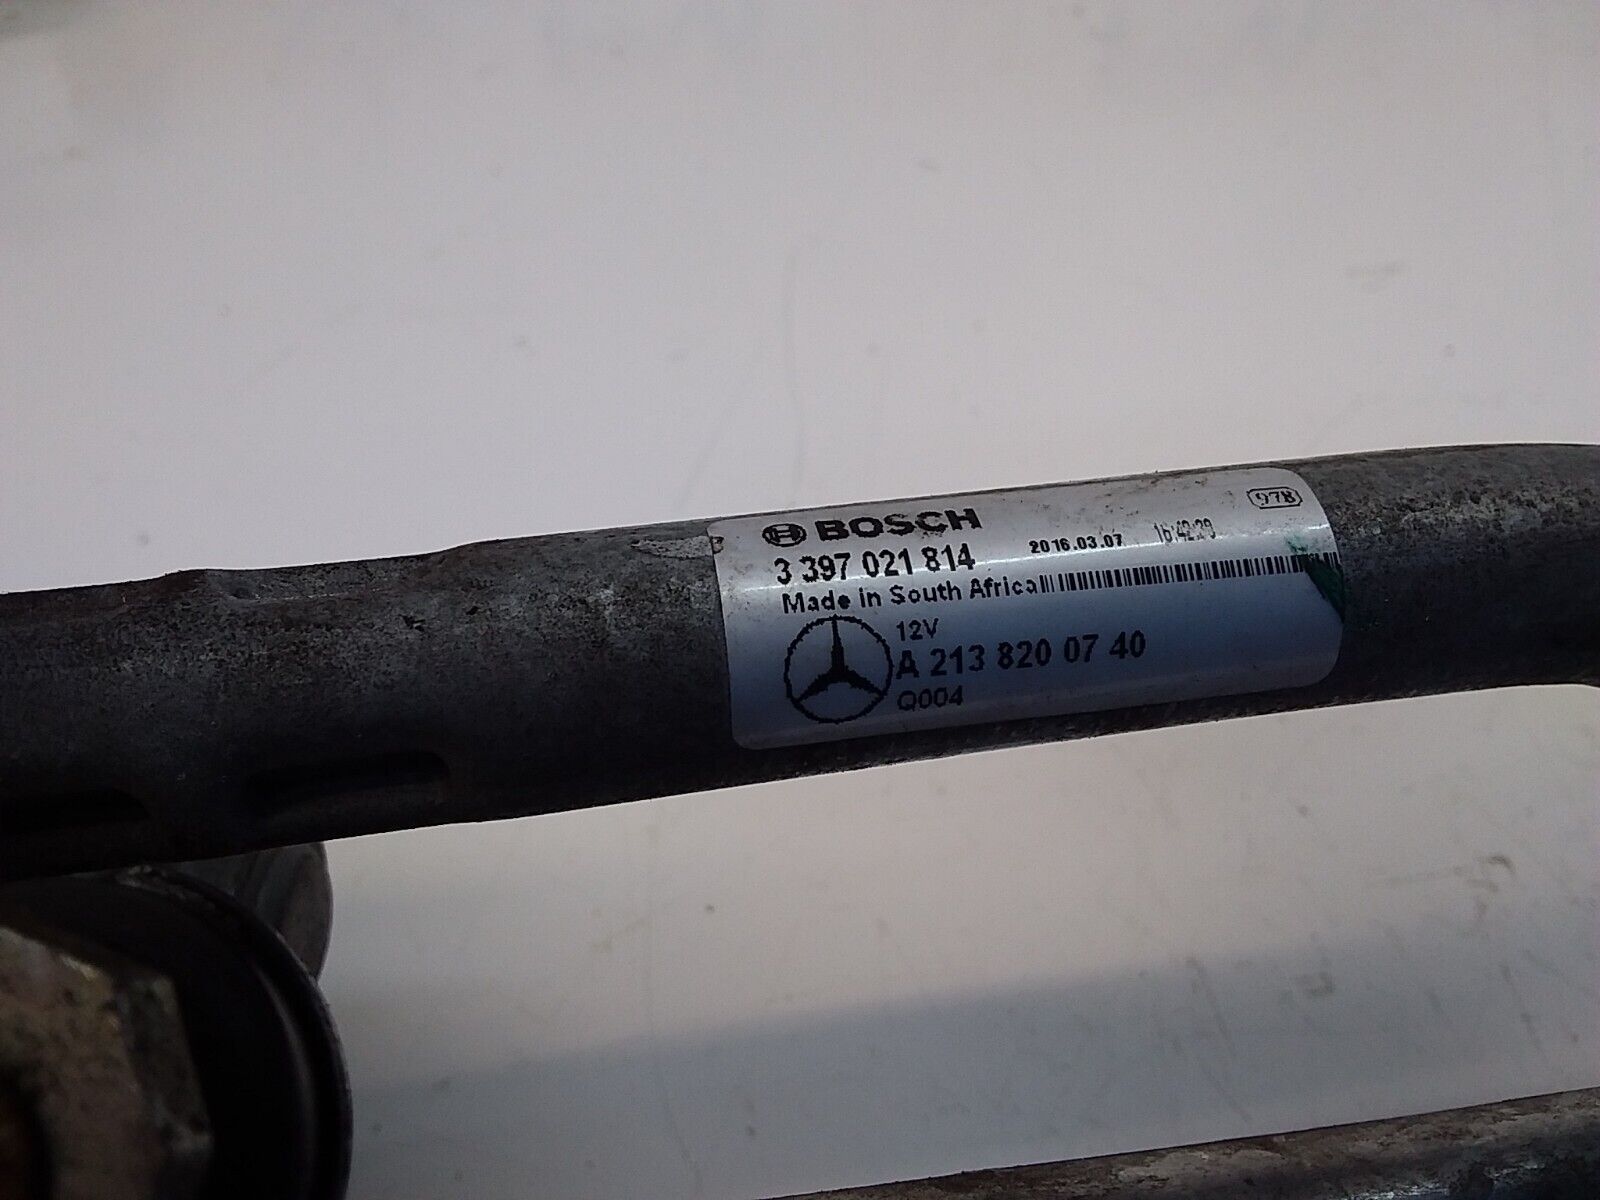 BOSCH
978
3 397 021 814 2016.03.07 16:42:29
Made in South Africa
12V
A 213 820 07 40
Q004